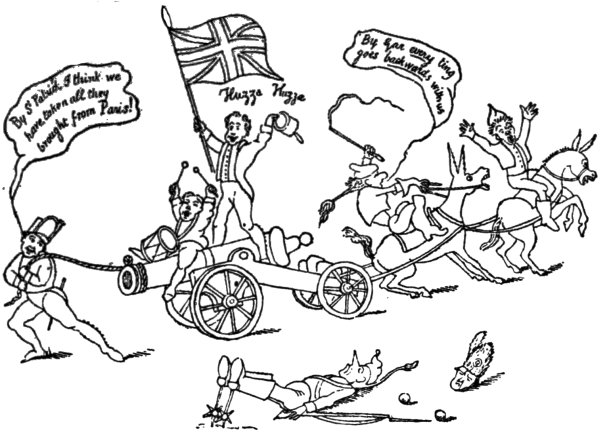 By St Patrick, I think we
have taken all they
brought from Paris!
Huzza Huzza
By Gar every ting
goes backwards with us